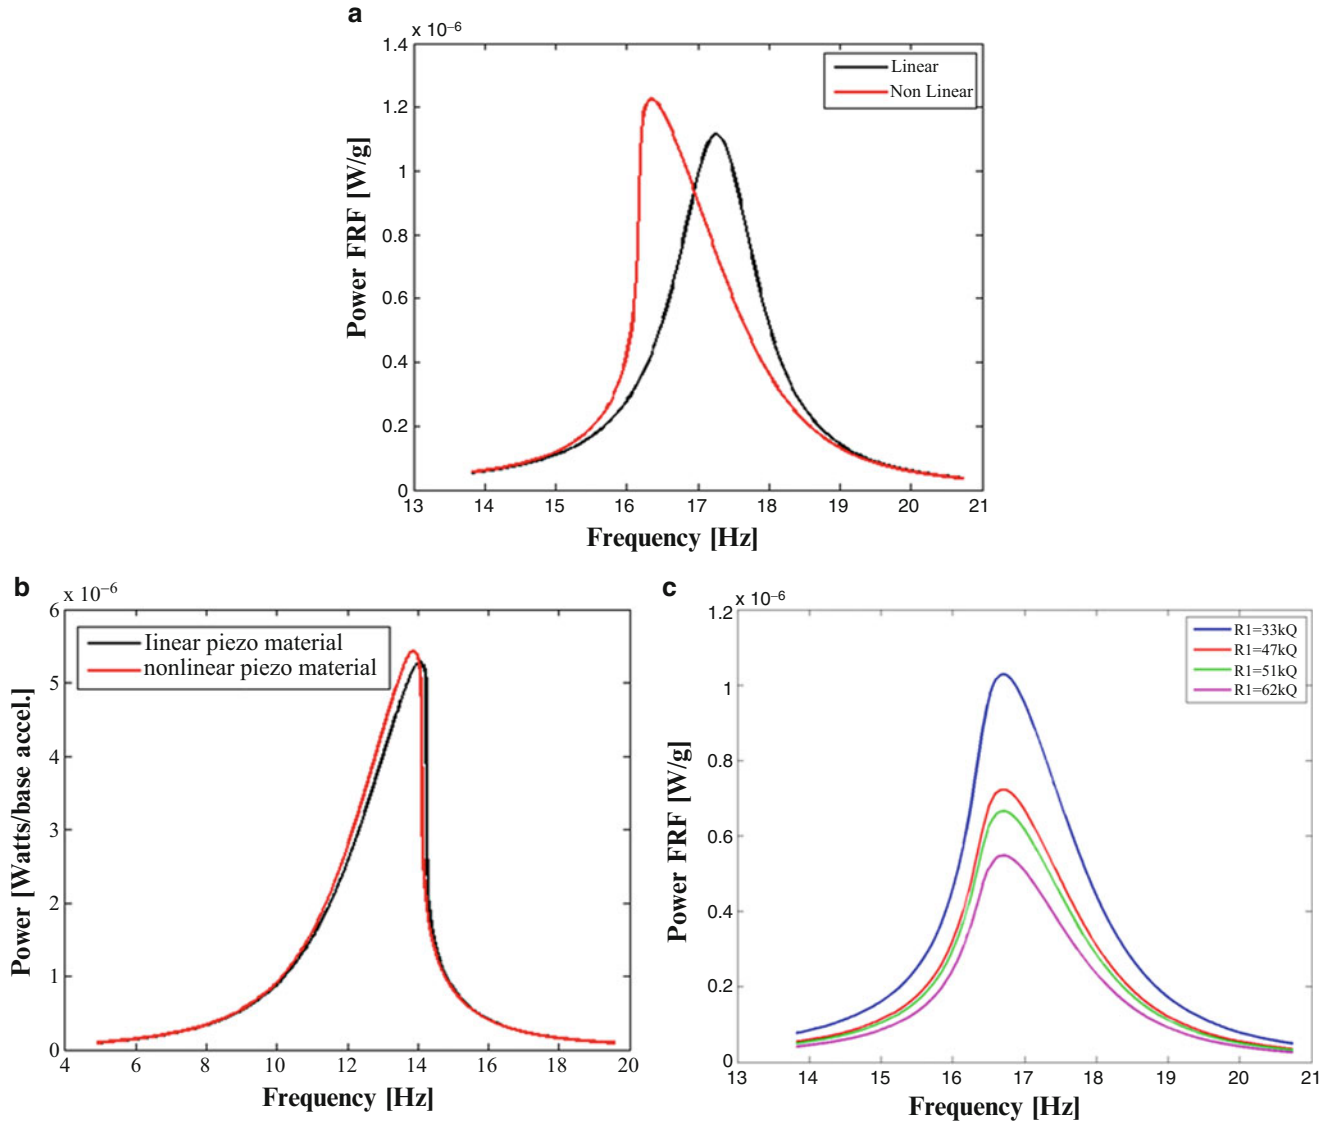 a
x 10–6
1.4
1.2
1
0.8
0.6
0.4
0.2
0
Power FRF [W/g]
Linear
Non Linear
13 14 15 16 17 18 19 20 21
Frequency [Hz]
b
x 10–6
6
5
4
3
2
1
0
Power [Watts/base accel.]
linear piezo material
nonlinear piezo material
4 6 8 10 12 14 16 18 20
Frequency [Hz]
c
x 10–6
1.2
1
0.8
0.6
0.4
0.2
0
Power FRF [W/g]
R1=33kQ
R1=47kQ
R1=51kQ
R1=62kQ
13 14 15 16 17 18 19 20 21
Frequency [Hz]